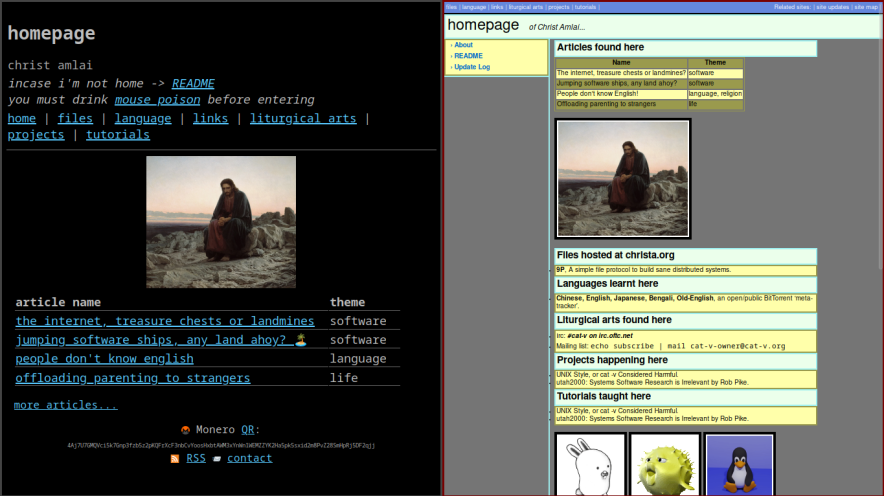 homepage
christ amlai
incase i'm not home -> README
you must drink mouse poison before entering
home | files | language | links | liturgical arts |
projects | tutorials
article name theme
the internet, treasure chests or landmines software
jumping software ships, any land ahoy? 🏝️ software
people don't know english language
offloading parenting to strangers life
more articles...
Monero QR:
RSS contact
files | language | links | liturgical arts | projects | tutorials |
Related sites: | site updates | site map |
homepage of Christ Amlai...
› About
› README
› Update Log
Articles found here
Name Theme
The internet, treasure chests or landmines? software
Jumping software ships, any land ahoy? software
People don't know English! language, religion
Offloading parenting to strangers life
Files hosted at christa.org
9P, A simple file protocol to build sane distributed systems.
Languages learnt here
Chinese, English, Japanese, Bengali, Old-English, an open/public BitTorrent 'meta-
tracker'.
Liturgical arts found here
irc: #cat-v on irc.oftc.net
Mailing list: echo subscribe | mail cat-v-owner@cat-v.org
Projects happening here
UNIX Style, or cat -v Considered Harmful.
utah2000: Systems Software Research is Irrelevant by Rob Pike.
Tutorials taught here
UNIX Style, or cat -v Considered Harmful.
utah2000: Systems Software Research is Irrelevant by Rob Pike.